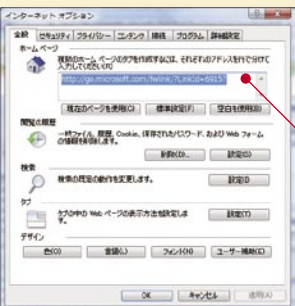 インターネット オプション
全般 セキュリティ プライバシー コンテンツ 接続 プログラム 詳細設定
ホーム ページ
複数のホーム ページのタブを作成するには、それぞれのアドレスを行で分けて
入力してください(R)
http://go.microsoft.com/fwlink/?LinkId=69157
現在のページを使用(C) 標準設定(F) 空白を使用(B)
閲覧の履歴
一時ファイル、履歴、Cookie、保存されたパスワード、および Web フォーム
の情報を削除します。
削除(D)... 設定(S)
検索
検索の既定の動作を変更します。
設定(I)
タブ
タブの中の Web ページの表示方法を設定しま
す。
設定(T)
デザイン
色(O) 言語(L) フォント(N) ユーザー補助(E)
OK キャンセル 適用(A)